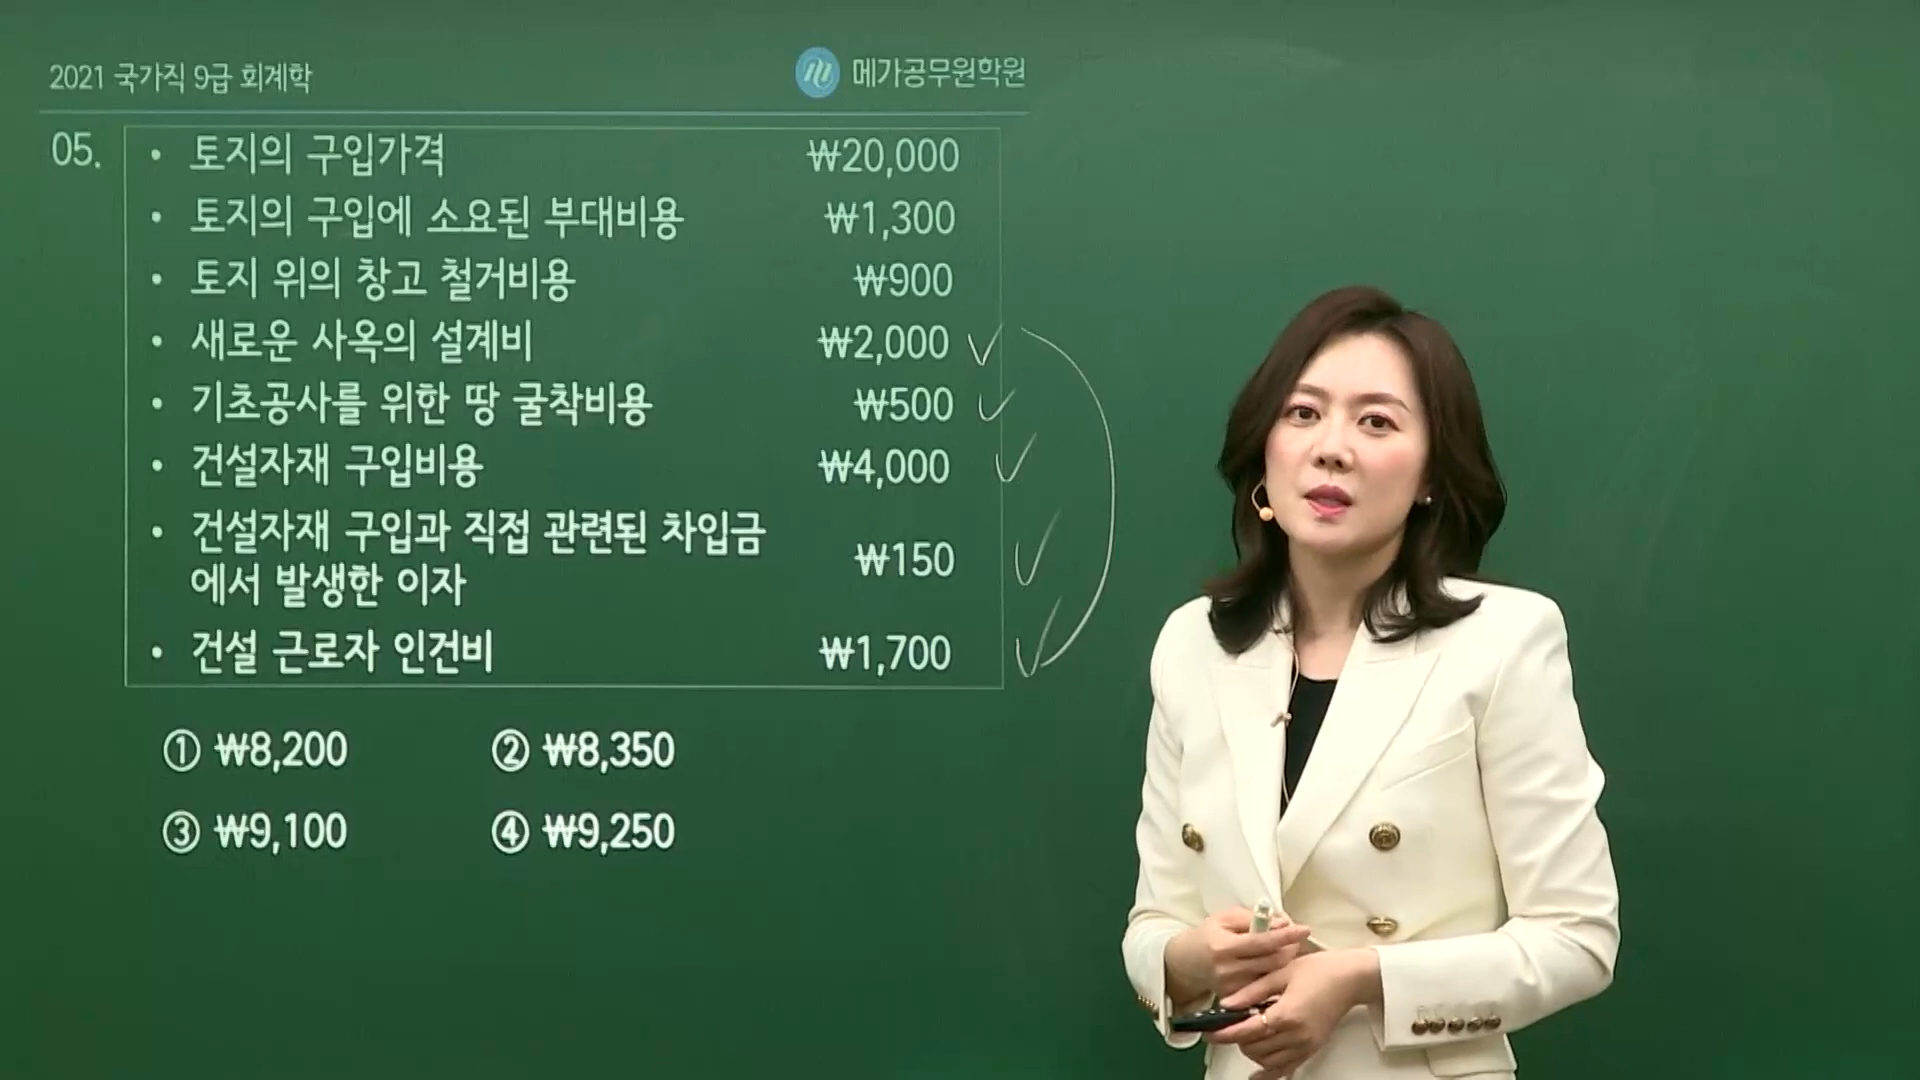 2021 국가직 9급 회계학
메가공무원학원
05.
• 토지의 구입가격 ₩20,000
• 토지의 구입에 소요된 부대비용 ₩1,300
• 토지 위의 창고 철거비용 ₩900
• 새로운 사옥의 설계비 ₩2,000
• 기초공사를 위한 땅 굴착비용 ₩500
• 건설자재 구입비용 ₩4,000
• 건설자재 구입과 직접 관련된 차입금
에서 발생한 이자 ₩150
• 건설 근로자 인건비 ₩1,700
① ₩8,200 ② ₩8,350
③ ₩9,100 ④ ₩9,250